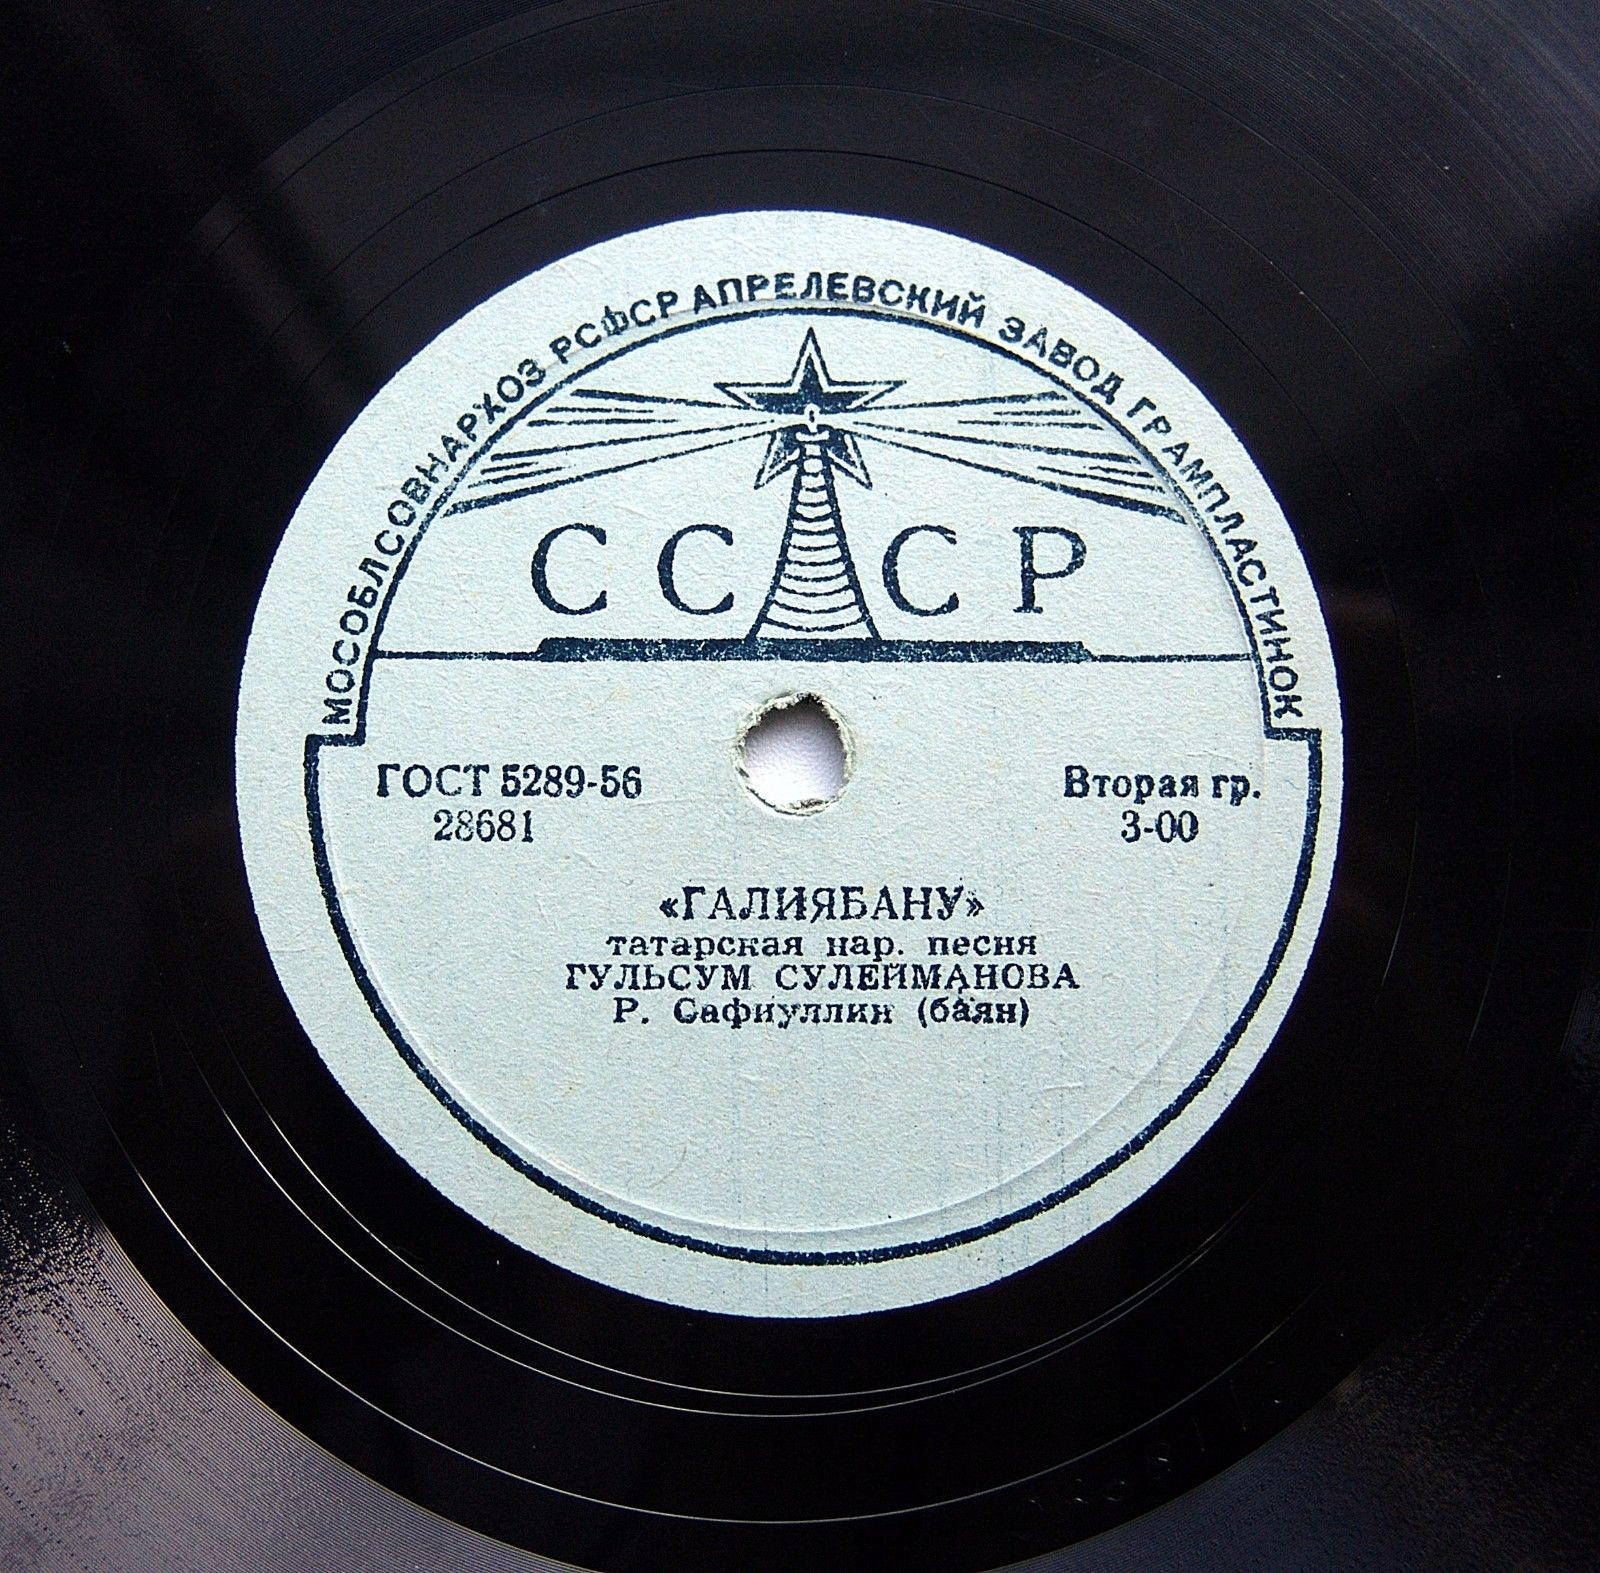 МОСОБЛСОВНАРХОЗ РСФСР АПРЕЛЕВСКИЙ ЗАВОД ГРАМПЛАСТИНОК
СССР
ГОСТ 5289-56
28681
Вторая гр.
3-00
«ГАЛИЯБАНУ»
татарская нар. песня
ГУЛЬСУМ СУЛЕЙМАНОВА
Р. Сафиуллин (баян)